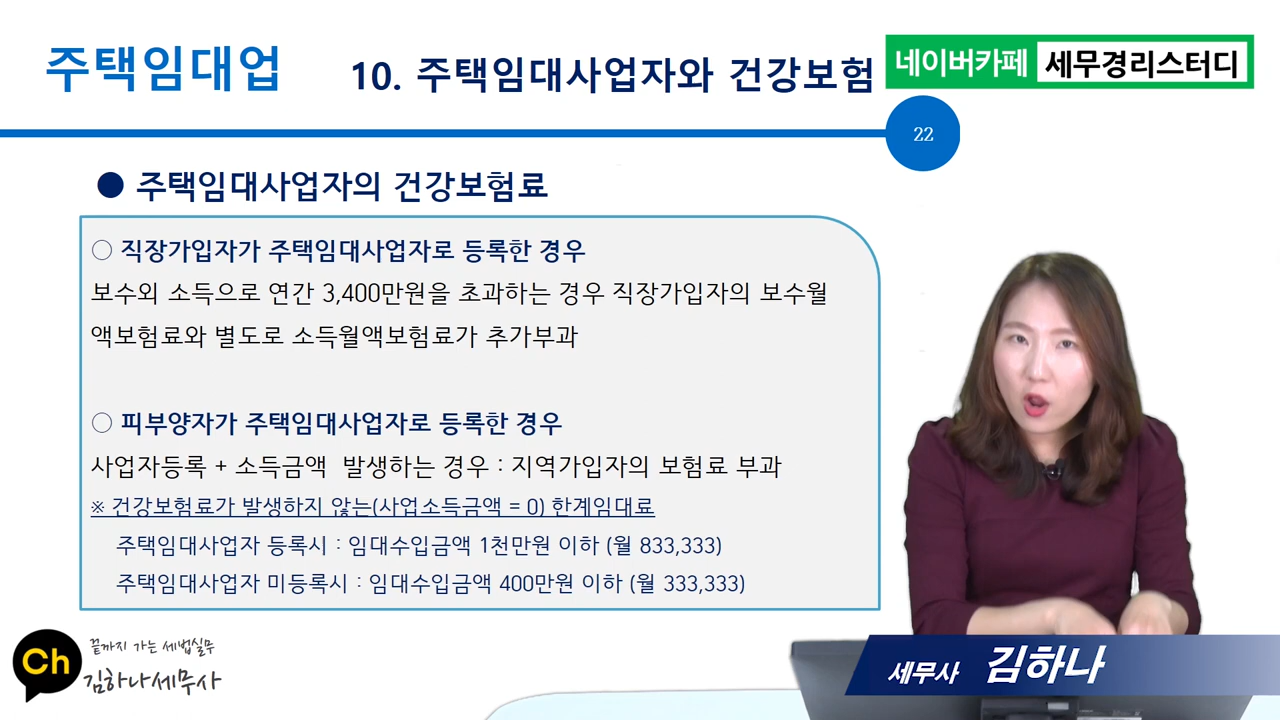 주택임대업
10. 주택임대사업자와 건강보험
네이버카페 세무경리스터디
22
● 주택임대사업자의 건강보험료
○ 직장가입자가 주택임대사업자로 등록한 경우
보수외 소득으로 연간 3,400만원을 초과하는 경우 직장가입자의 보수월
액보험료와 별도로 소득월액보험료가 추가부과
○ 피부양자가 주택임대사업자로 등록한 경우
사업자등록 + 소득금액 발생하는 경우 : 지역가입자의 보험료 부과
※ 건강보험료가 발생하지 않는(사업소득금액 = 0) 한계임대료
주택임대사업자 등록시 : 임대수입금액 1천만원 이하 (월 833,333)
주택임대사업자 미등록시 : 임대수입금액 400만원 이하 (월 333,333)
끝까지 가는 세법실무
Ch
김하나세무사
세무사 김하나